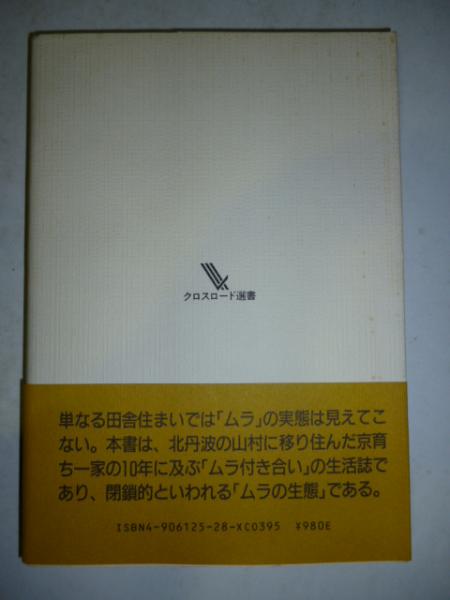 クロスロード選書
単なる田舎住まいでは「ムラ」の実態は見えてこ
ない。本書は、北丹波の山村に移り住んだ京育
ち一家の10年に及ぶ「ムラ付き合い」の生活誌で
あり、閉鎖的といわれる「ムラの生態」である。
ISBN4-906125-28-XC0395 ¥980E